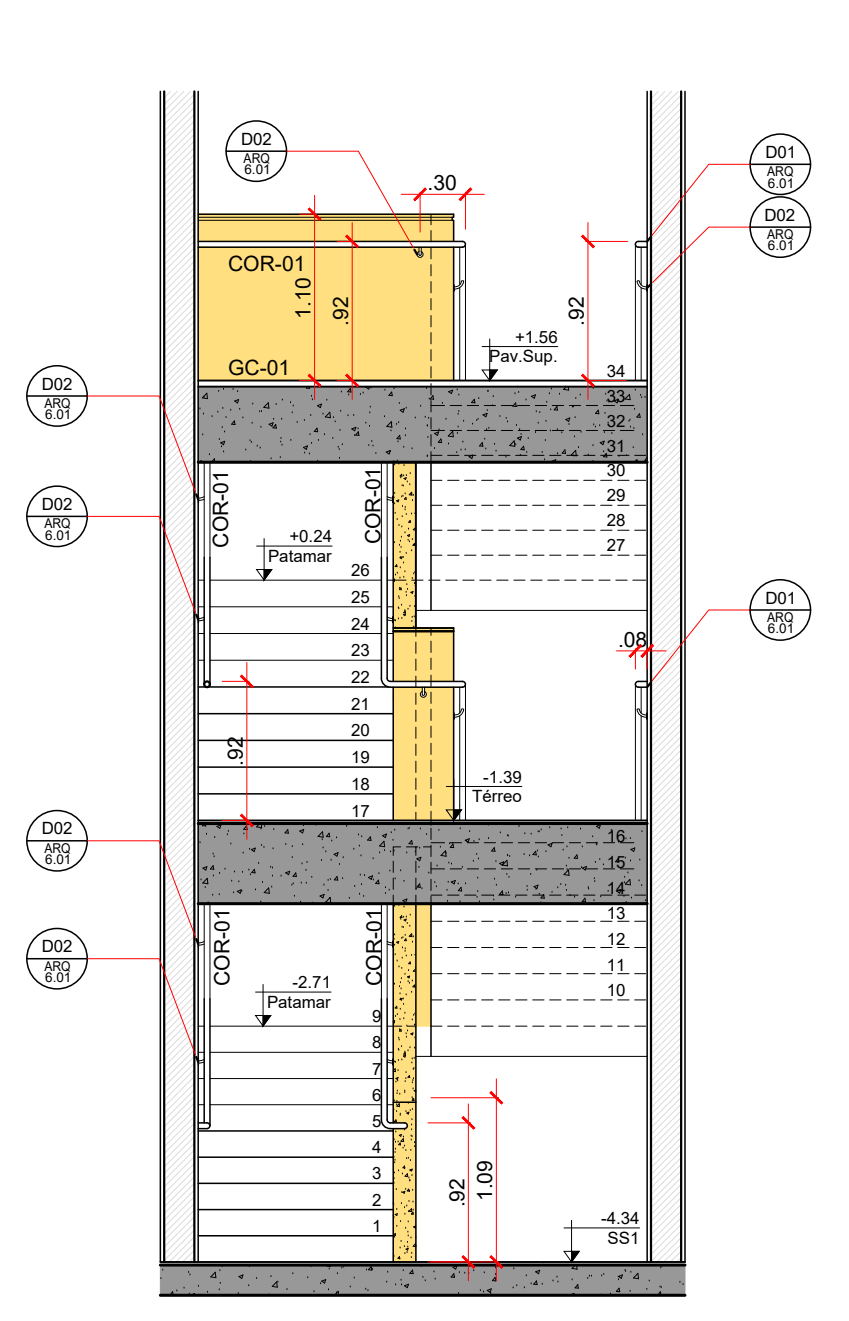 D02
ARQ
6.01
D01
ARQ
6.01
.30
D02
ARQ
6.01
COR-01
1.10
.92
.92
+1.56
Pav.Sup.
GC-01
34
D02
ARQ
6.01
33
32
31
30
29
28
27
COR-01
COR-01
D02
ARQ
6.01
+0.24
Patamar
26
25
24
23
22
21
20
19
18
17
D01
ARQ
6.01
.08
.92
-1.39
Térreo
D02
ARQ
6.01
16
15
14
13
12
11
10
COR-01
COR-01
D02
ARQ
6.01
-2.71
Patamar
9
8
7
6
5
4
3
2
1
.92
1.09
-4.34
SS1